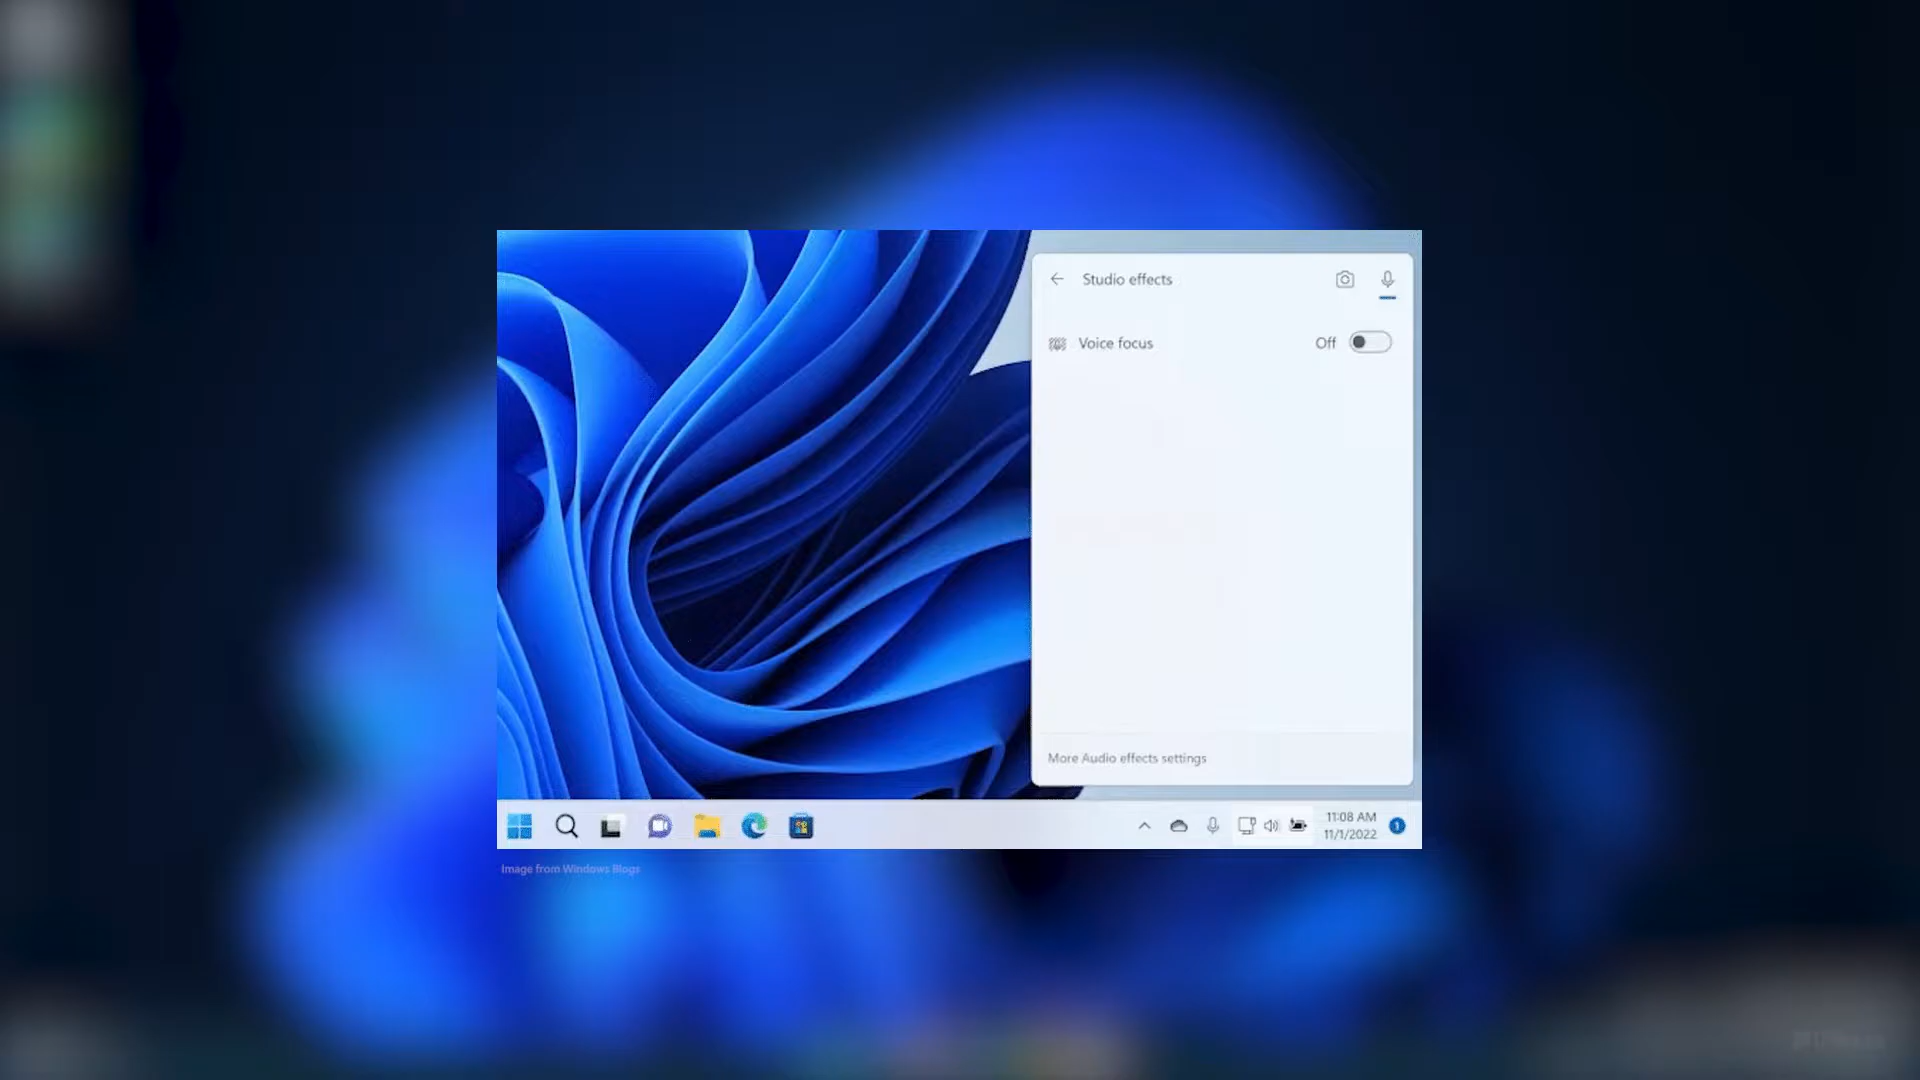 Studio effects
Voice focus
Off
More Audio effects settings
11:08 AM
11/1/2022
1
Image from Windows Blogs